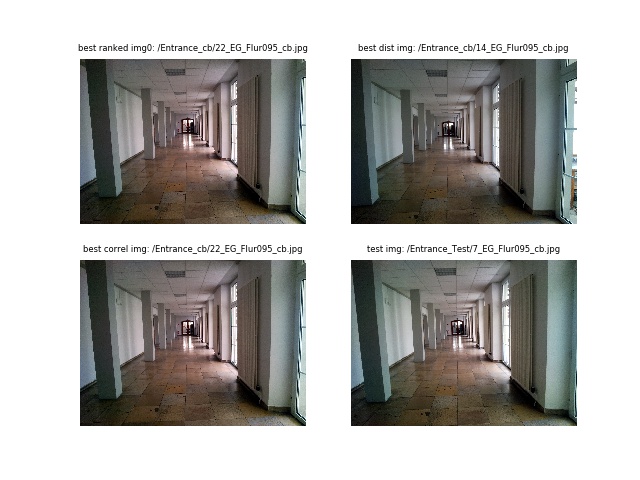 best ranked img0: /Entrance_cb/22_EG_Flur095_cb.jpg
best dist img: /Entrance_cb/14_EG_Flur095_cb.jpg
best correl img: /Entrance_cb/22_EG_Flur095_cb.jpg
test img: /Entrance_Test/7_EG_Flur095_cb.jpg